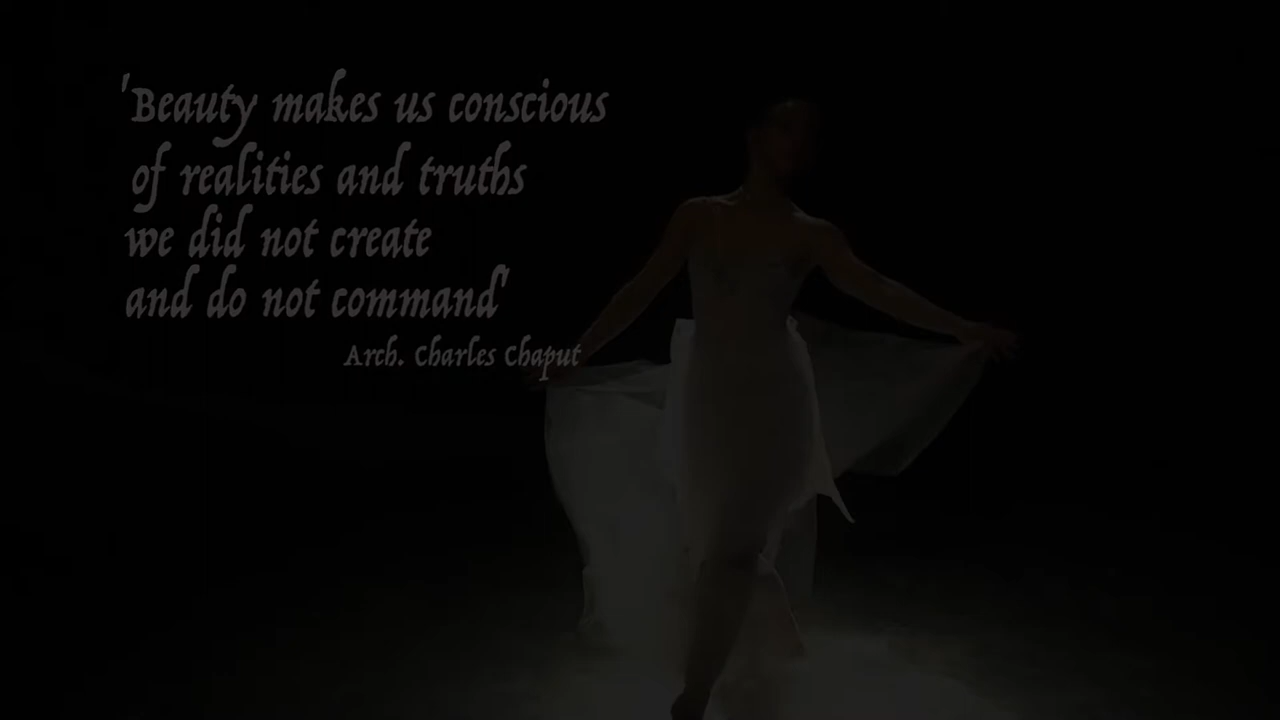 'Beauty makes us conscious
of realities and truths
we did not create
and do not command'
Arch. Charles Chaput